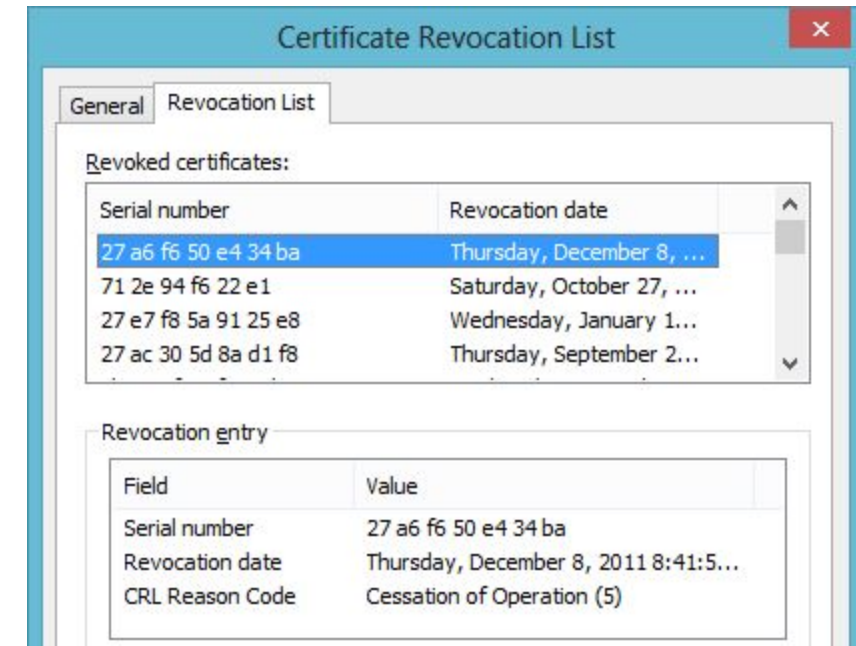 Certificate Revocation List
General Revocation List
Revoked certificates:
Serial number Revocation date
27 a6 f6 50 e4 34 ba Thursday, December 8, ...
71 2e 94 f6 22 e1 Saturday, October 27, ...
27 e7 f8 5a 91 25 e8 Wednesday, January 1...
27 ac 30 5d 8a d1 f8 Thursday, September 2...
Revocation entry
Field Value
Serial number 27 a6 f6 50 e4 34 ba
Revocation date Thursday, December 8, 2011 8:41:5...
CRL Reason Code Cessation of Operation (5)